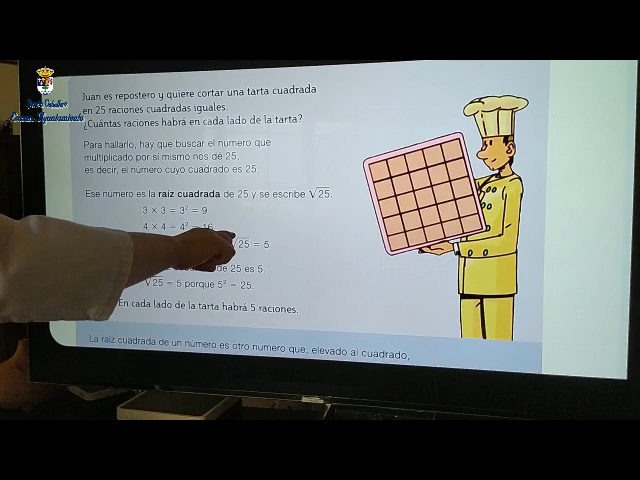 Juan es repostero y quiere cortar una tarta cuadrada
en 25 raciones cuadradas iguales.
¿Cuántas raciones habrá en cada lado de la tarta?
Para hallarlo, hay que buscar el número que
multiplicado por sí mismo nos dé 25,
es decir, el número cuyo cuadrado es 25.
Ese número es la raíz cuadrada de 25 y se escribe √25.
3 × 3 = 3² = 9
4 × 4 = 4² = 16
√25 = 5
de 25 es 5.
√25 = 5 porque 5² = 25.
En cada lado de la tarta habrá 5 raciones.
La raíz cuadrada de un número es otro número que, elevado al cuadrado,
Ayuntamiento